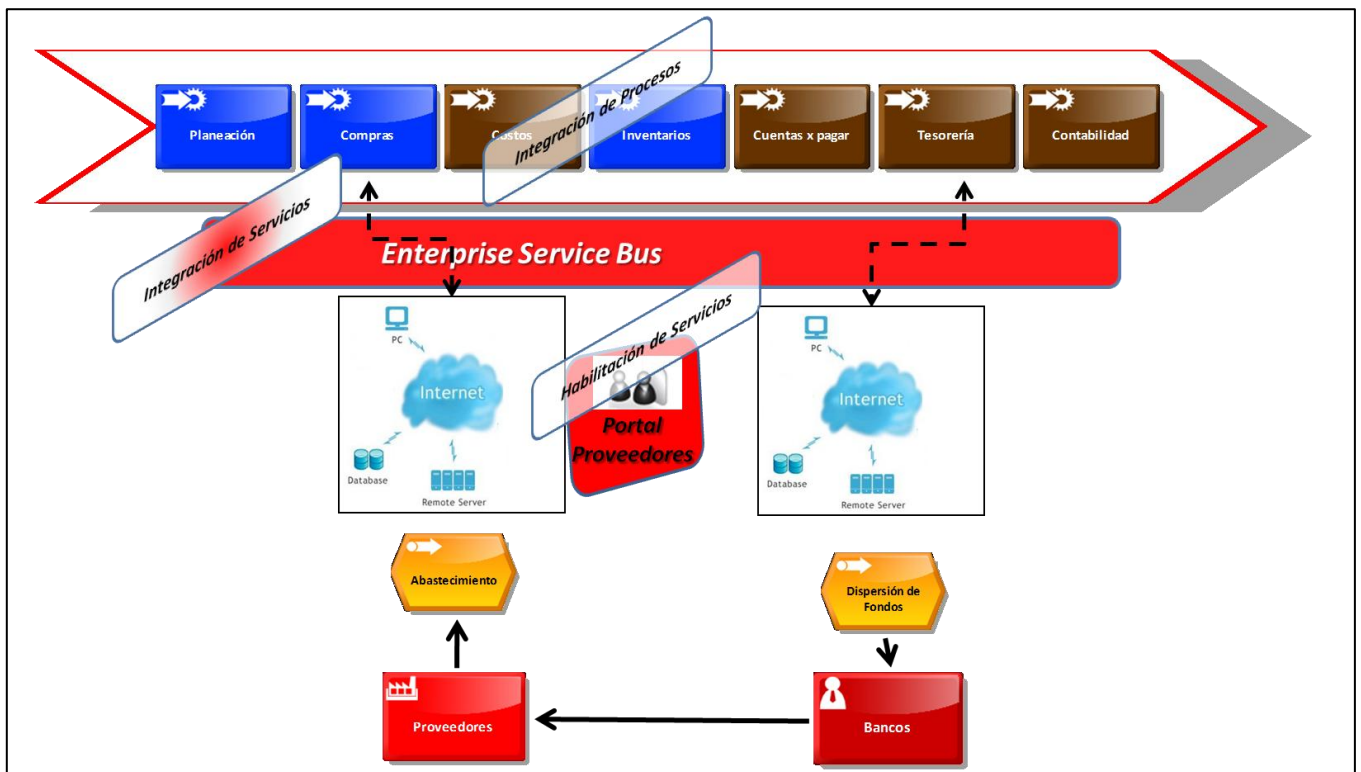 Planeación
Compras
Costos
Integración de Procesos
Inventarios
Cuentas x pagar
Tesorería
Contabilidad
Integración de Servicios
Enterprise Service Bus
Habilitación de Servicios
PC
Internet
Database
Remote Server
Portal
Proveedores
PC
Internet
Database
Remote Server
Abastecimiento
Dispersión de
Fondos
Proveedores
Bancos